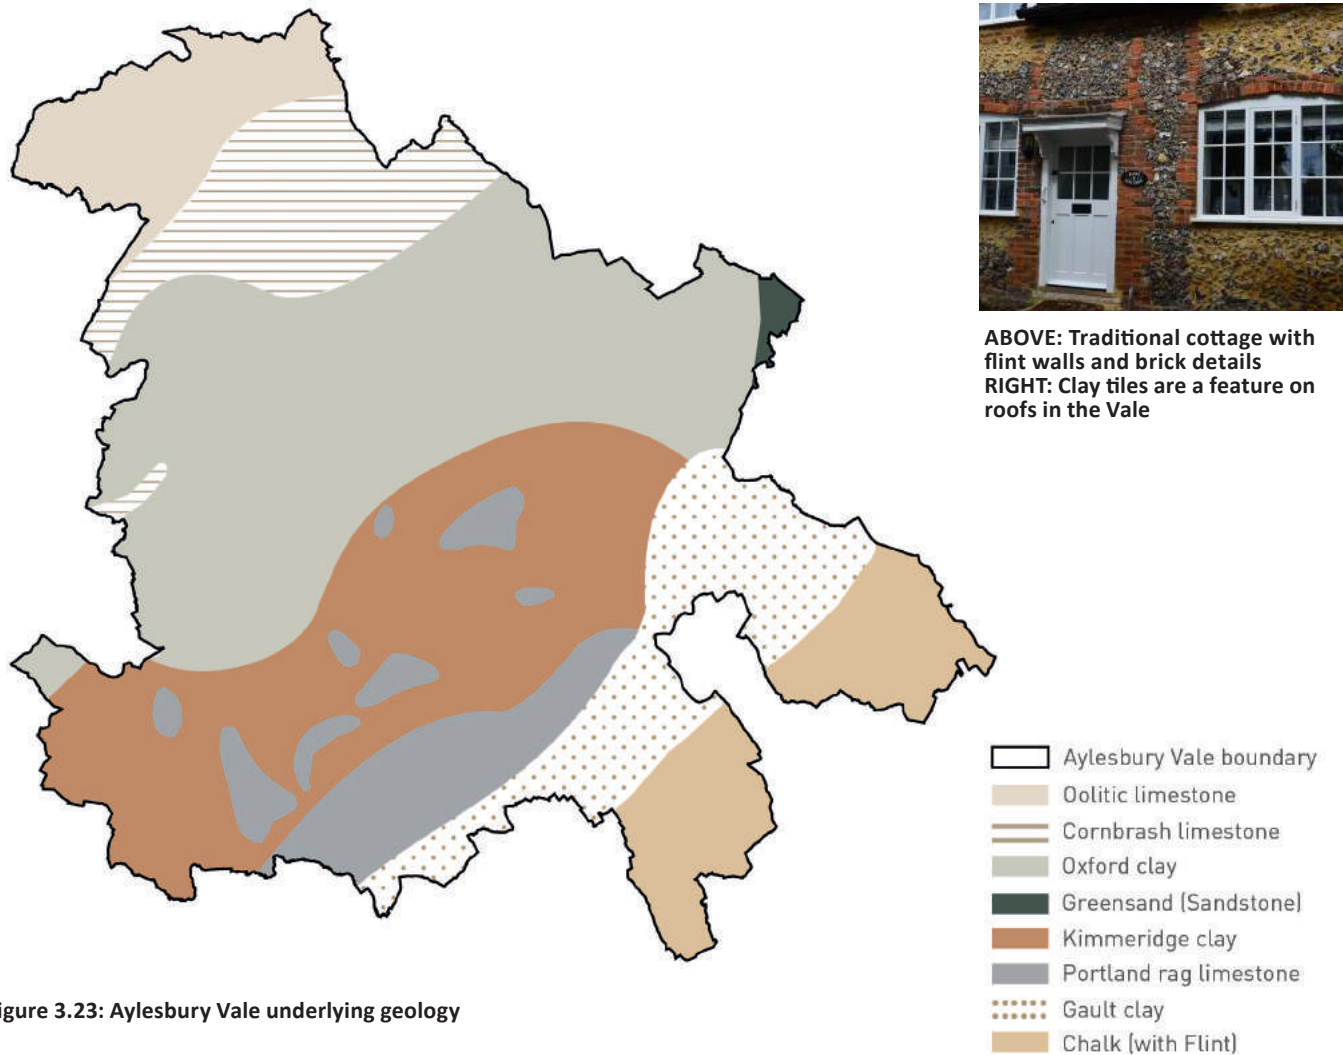 ABOVE: Traditional cottage with
flint walls and brick details
RIGHT: Clay tiles are a feature on
roofs in the Vale
Aylesbury Vale boundary
Oolitic limestone
Cornbrash limestone
Oxford clay
Greensand (Sandstone)
Kimmeridge clay
Portland rag limestone
Gault clay
Chalk (with Flint)
igure 3.23: Aylesbury Vale underlying geology